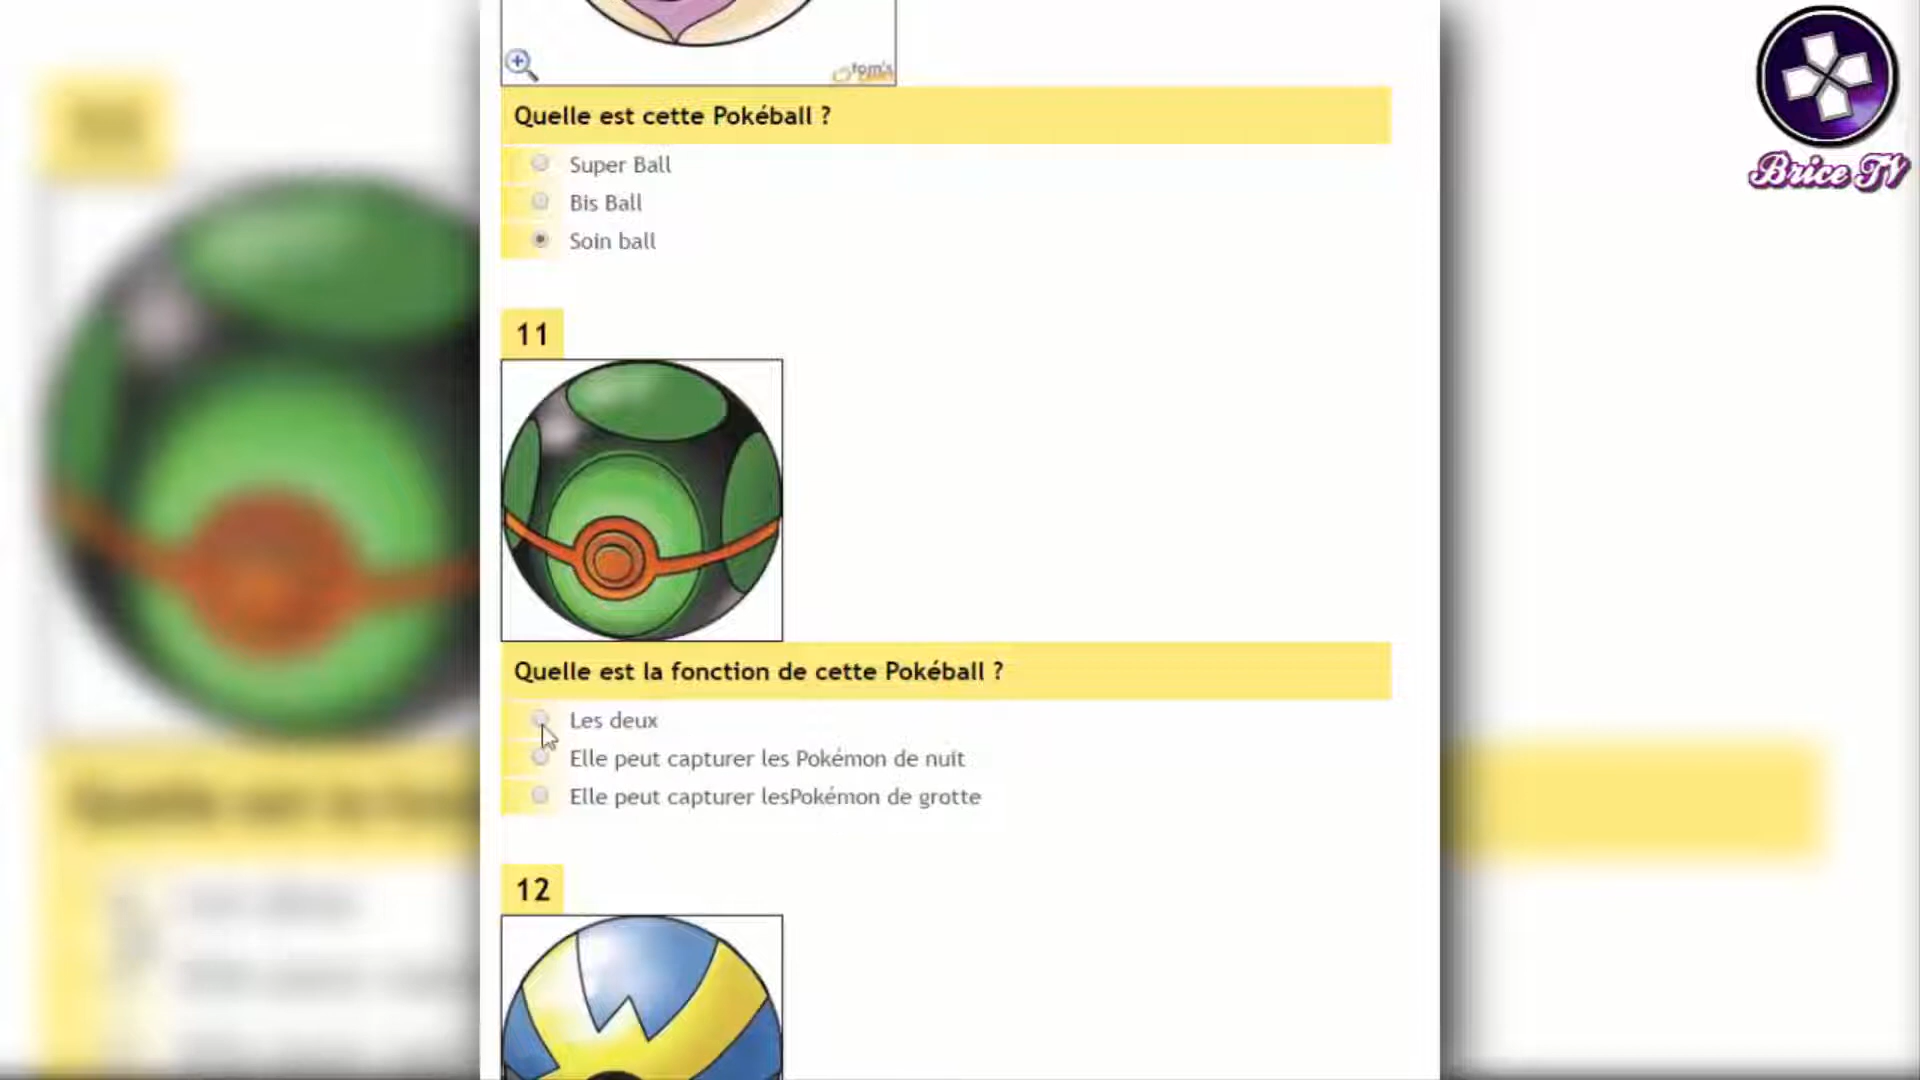 tom's
Quelle est cette Pokéball ?
Super Ball
Bis Ball
Soin ball
11
Quelle est la fonction de cette Pokéball ?
Les deux
Elle peut capturer les Pokémon de nuit
Elle peut capturer lesPokémon de grotte
12
Brice TV